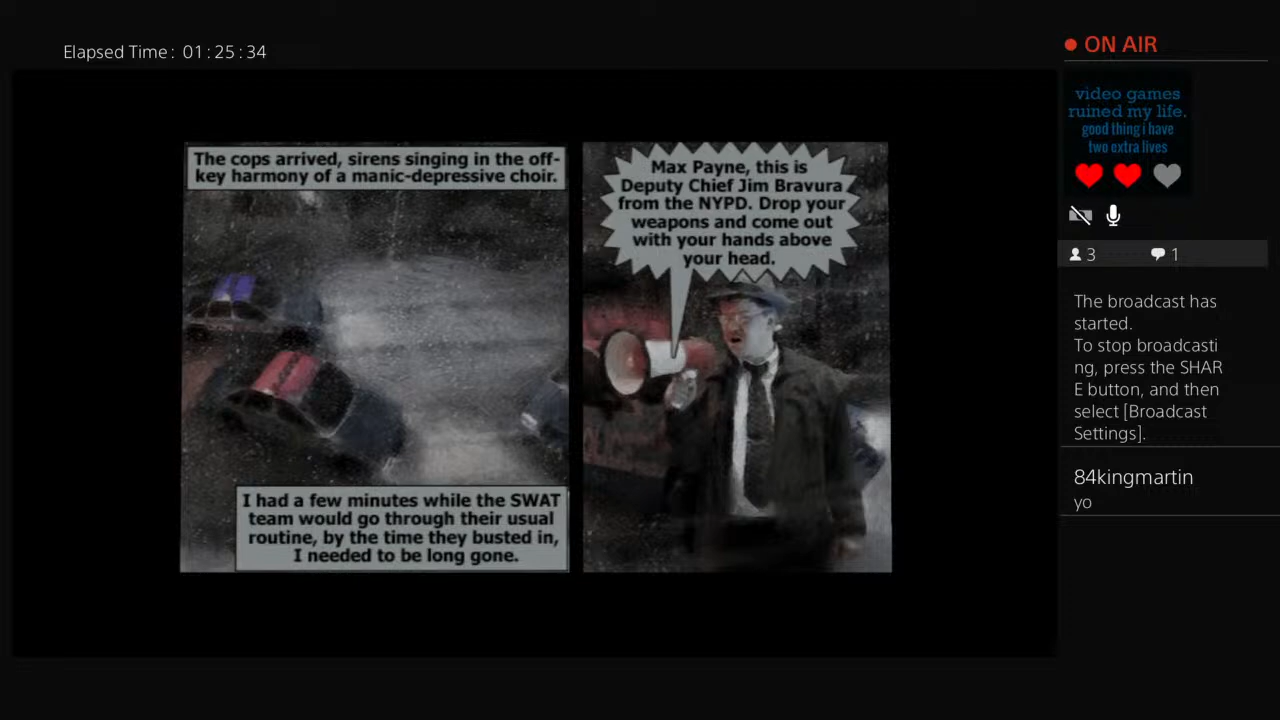 Elapsed Time: 01:25:34
ON AIR
video games
ruined my life.
good thing i have
two extra lives
3
1
The broadcast has
started.
To stop broadcasti
ng, press the SHAR
E button, and then
select [Broadcast
Settings].
84kingmartin
yo
The cops arrived, sirens singing in the off-
key harmony of a manic-depressive choir.
I had a few minutes while the SWAT
team would go through their usual
routine, by the time they busted in,
I needed to be long gone.
Max Payne, this is
Deputy Chief Jim Bravura
from the NYPD. Drop your
weapons and come out
with your hands above
your head.